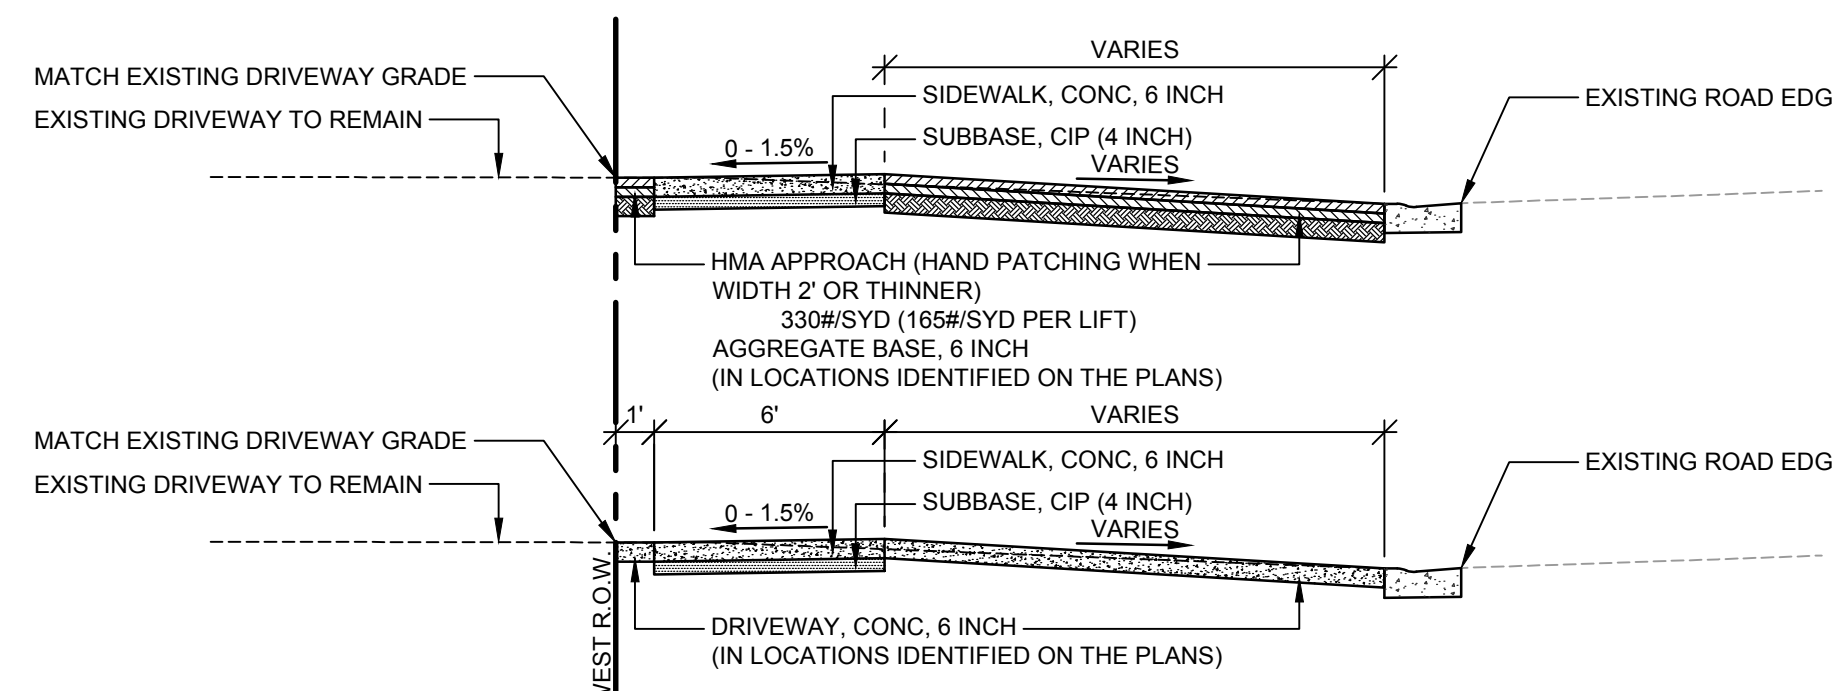 VARIES
MATCH EXISTING DRIVEWAY GRADE
SIDEWALK, CONC, 6 INCH
EXISTING ROAD EDG
EXISTING DRIVEWAY TO REMAIN
SUBBASE, CIP (4 INCH)
0 - 1.5%
VARIES
HMA APPROACH (HAND PATCHING WHEN
WIDTH 2' OR THINNER)
330#/SYD (165#/SYD PER LIFT)
AGGREGATE BASE, 6 INCH
(IN LOCATIONS IDENTIFIED ON THE PLANS)
1'
6'
VARIES
MATCH EXISTING DRIVEWAY GRADE
SIDEWALK, CONC, 6 INCH
EXISTING ROAD EDG
EXISTING DRIVEWAY TO REMAIN
SUBBASE, CIP (4 INCH)
0 - 1.5%
VARIES
WEST R.O.W.
DRIVEWAY, CONC, 6 INCH
(IN LOCATIONS IDENTIFIED ON THE PLANS)